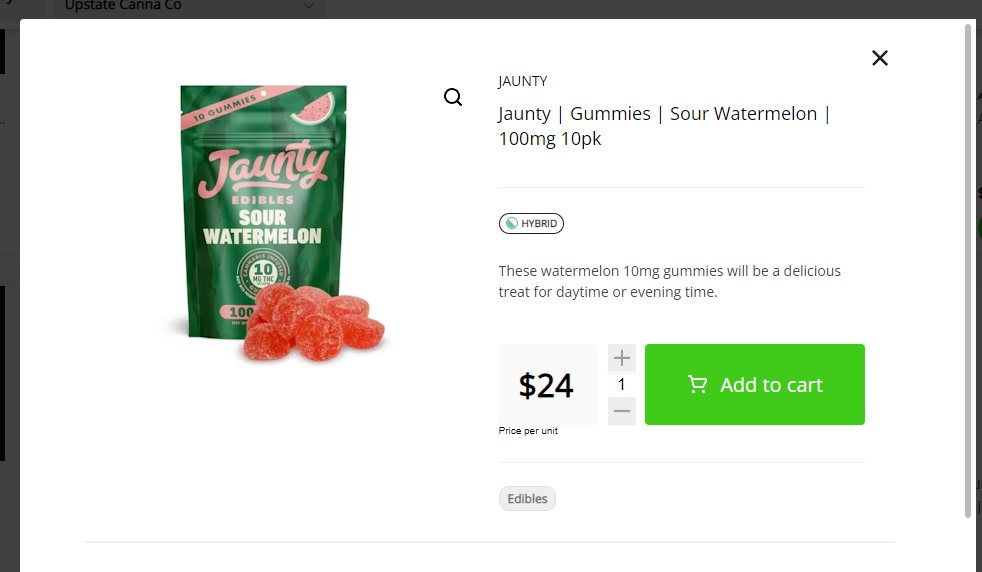 Upstate Canna Co
JAUNTY
Jaunty | Gummies | Sour Watermelon |
100mg 10pk
10 GUMMIES
Jaunty
EDIBLES
SOUR
WATERMELON
10
MG THC
100
HYBRID
These watermelon 10mg gummies will be a delicious
treat for daytime or evening time.
$24
1
Add to cart
Price per unit
Edibles